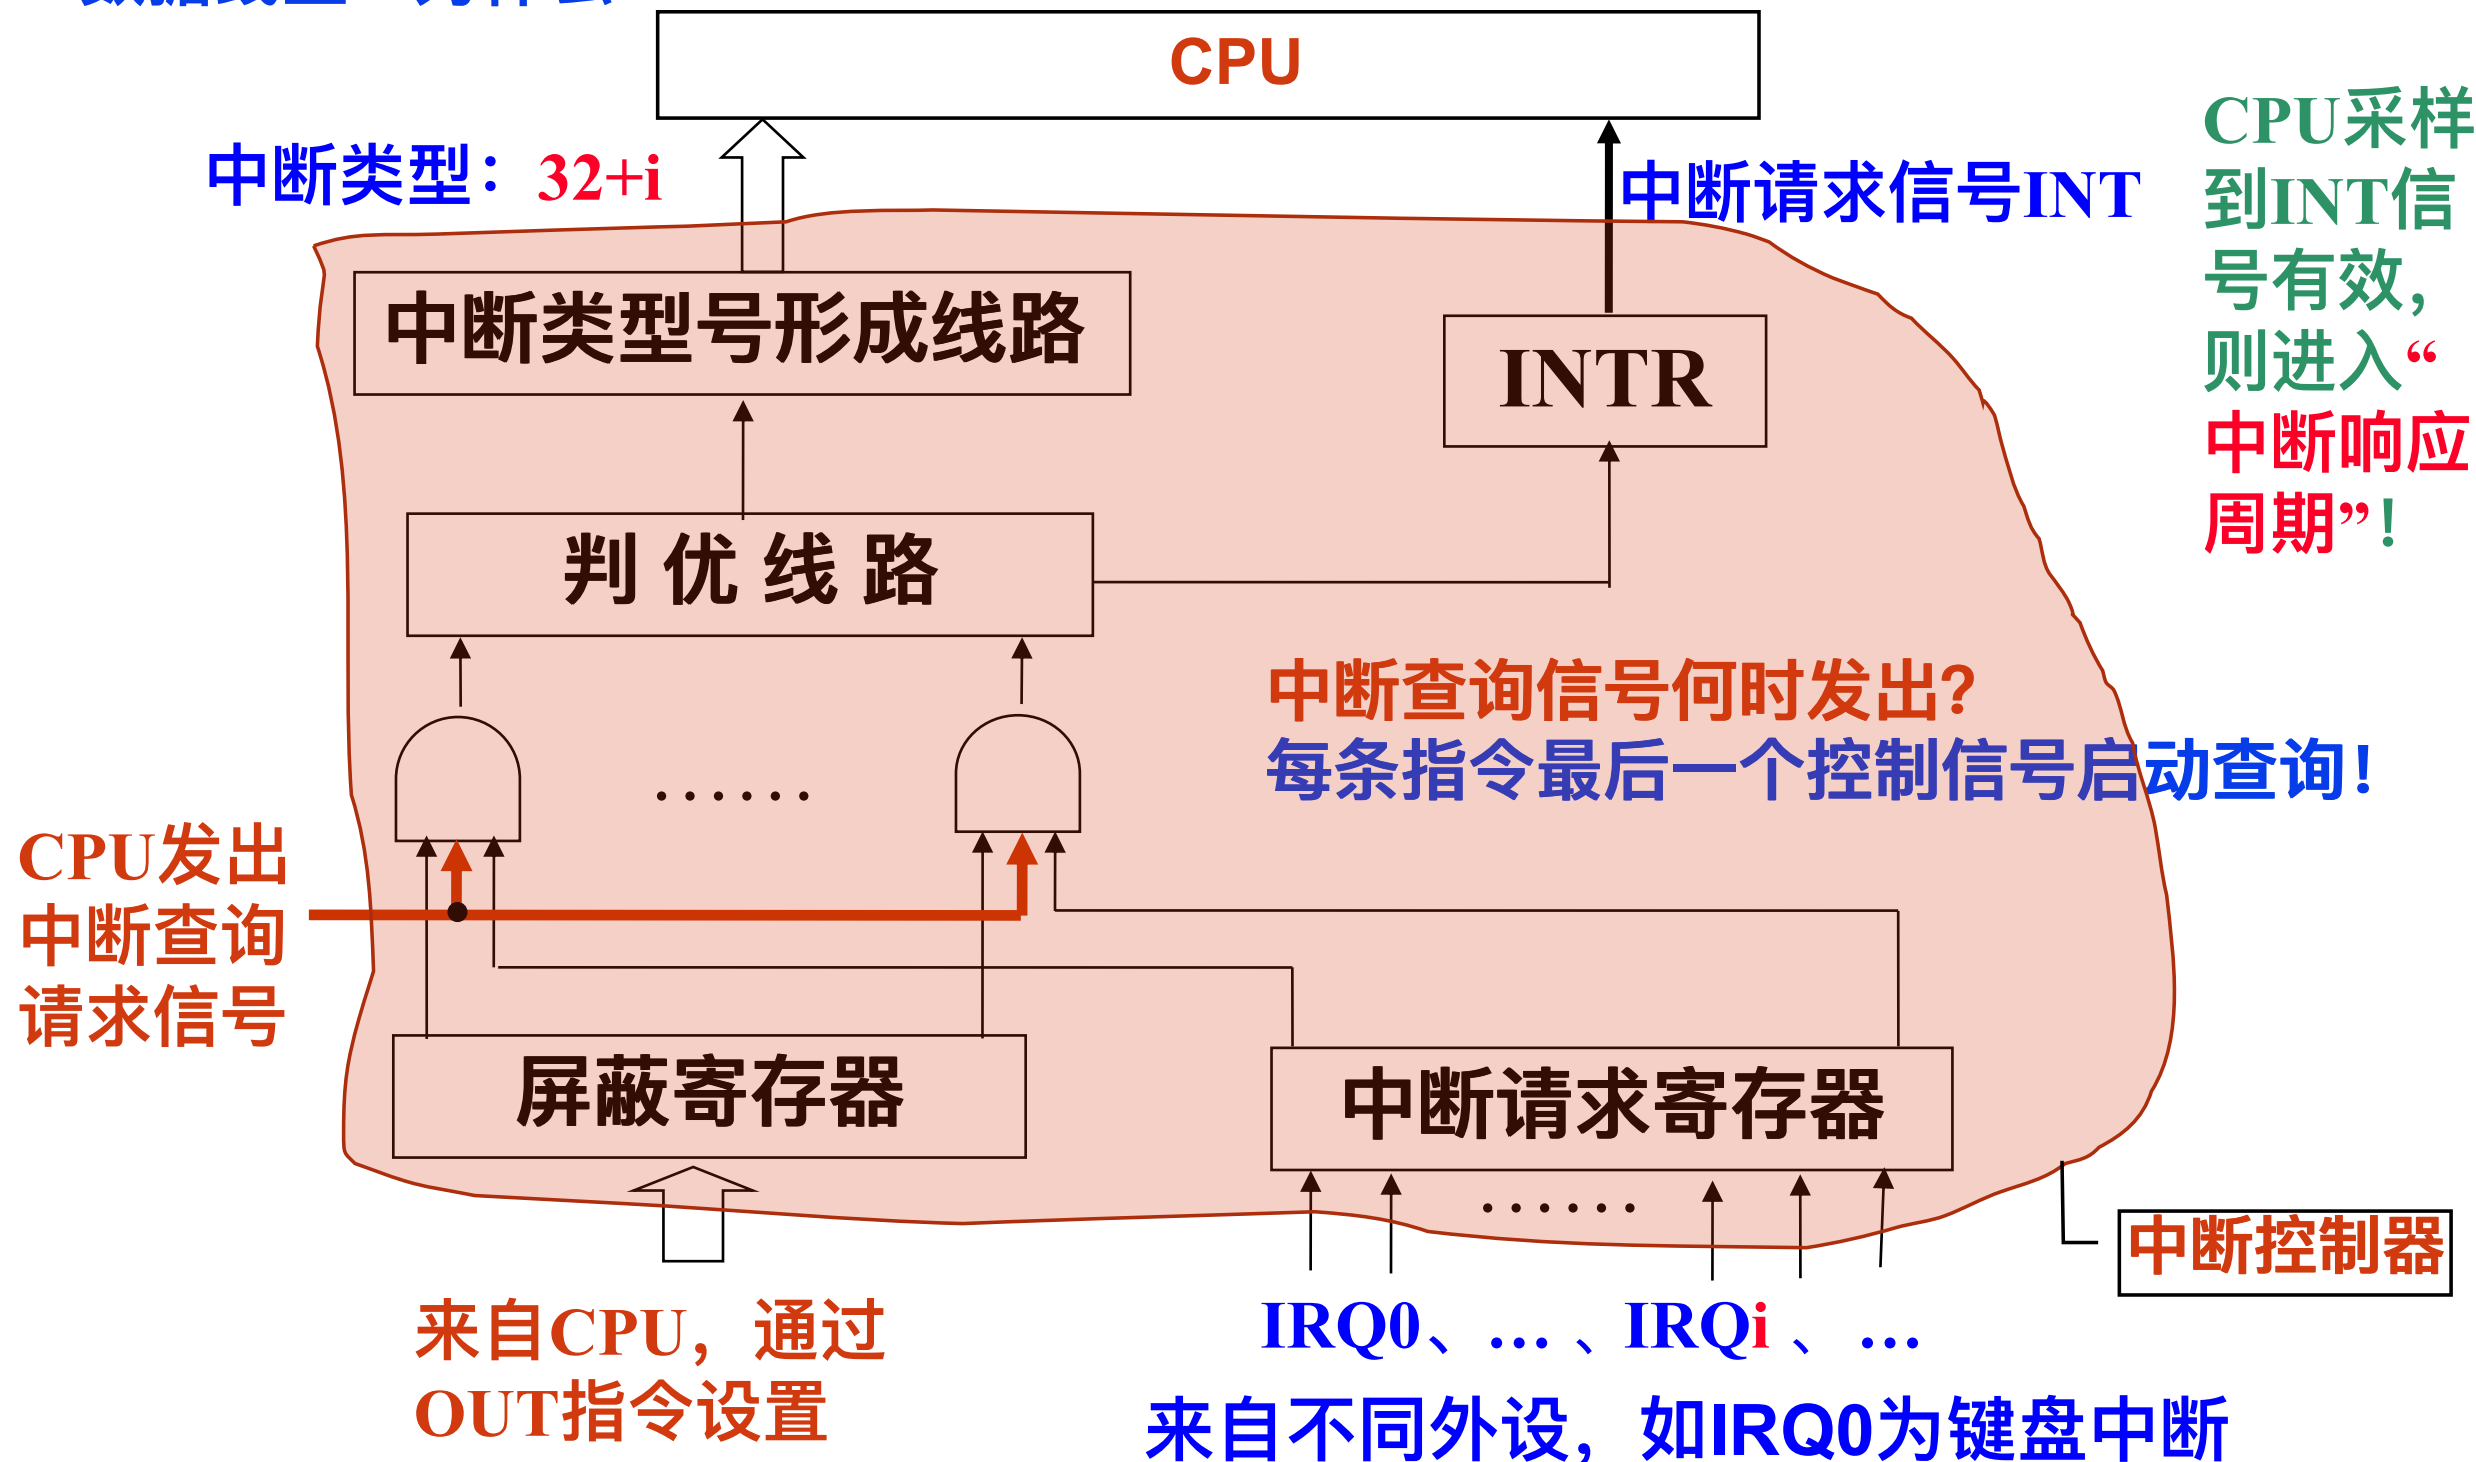 CPU
中断类型：32+i
中断请求信号INT
CPU采样
到INT信
号有效，
则进入“
中断响应
周期”！
中断类型号形成线路
INTR
判 优 线 路
中断查询信号何时发出？
每条指令最后一个控制信号启动查询！
......
CPU发出
中断查询
请求信号
屏蔽寄存器
中断请求寄存器
......
中断控制器
来自CPU，通过
OUT指令设置
IRQ0 、… 、IRQi 、…
来自不同外设，如IRQ0为键盘中断